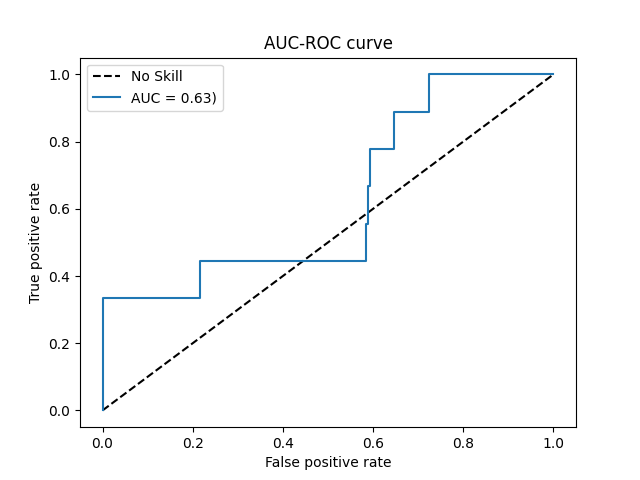 AUC-ROC curve
No Skill
AUC = 0.63)
True positive rate
1.0
0.8
0.6
0.4
0.2
0.0
0.0 0.2 0.4 0.6 0.8 1.0
False positive rate